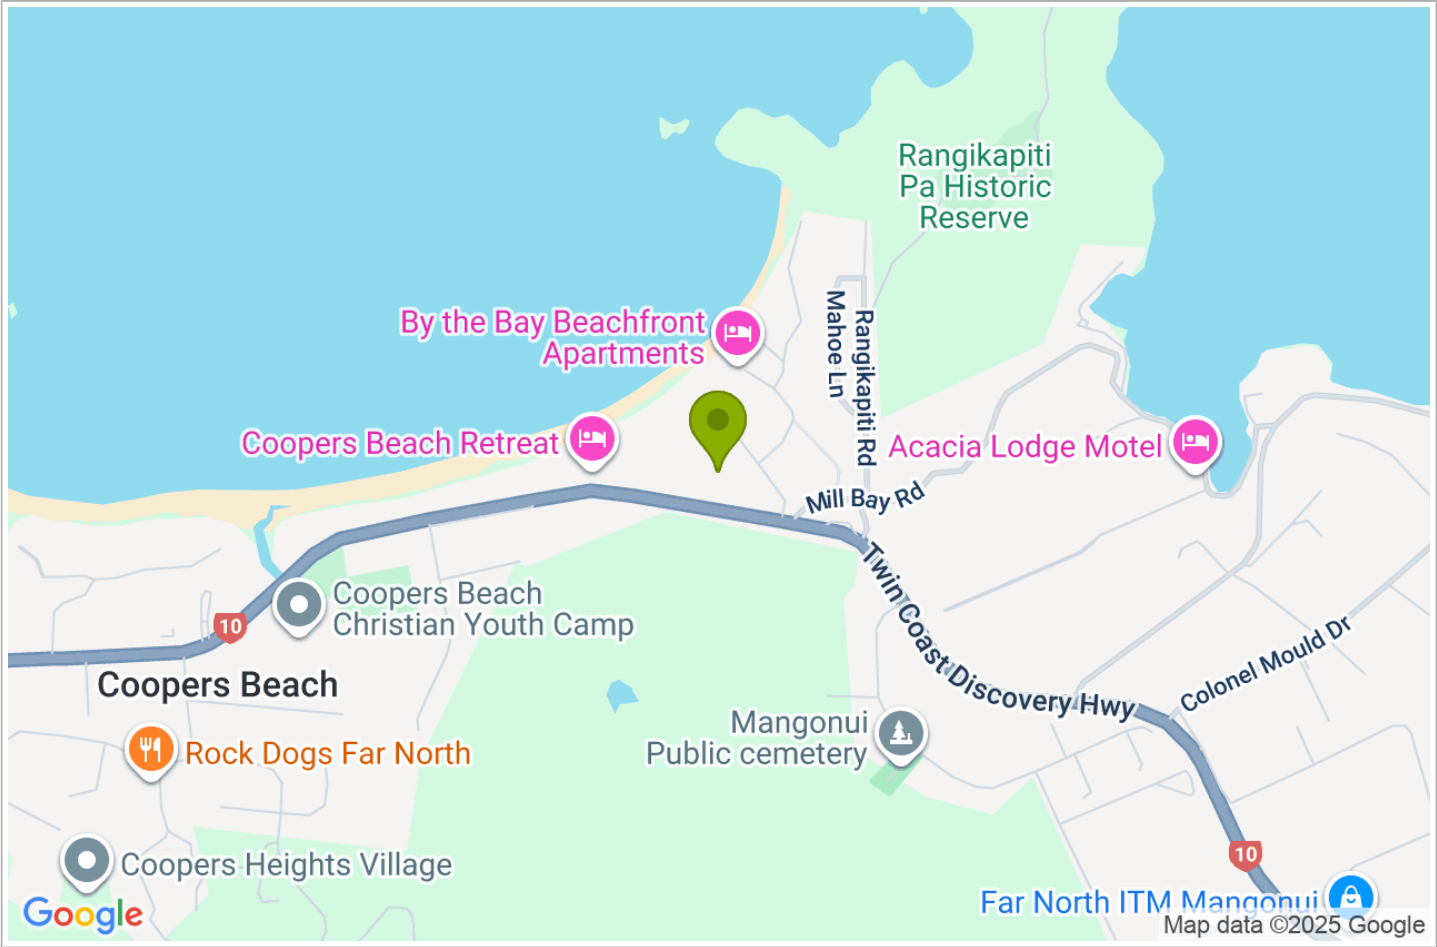 Rangikapiti
Pa Historic
Reserve
By the Bay Beachfront
Apartments
Mahoe Ln
Rangikapiti Rd
Coopers Beach Retreat
Acacia Lodge Motel
Mill Bay Rd
Twin Coast Discovery Hwy
Coopers Beach
Christian Youth Camp
10
Coopers Beach
Colonel Mould Dr
Mangonui
Public cemetery
Rock Dogs Far North
Coopers Heights Village
10
Far North ITM Mangonui
Google
Map data ©2025 Google